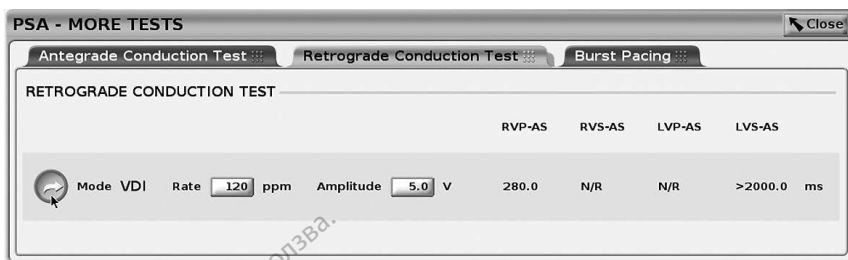 PSA - MORE TESTS
Close
Antegrade Conduction Test
Retrograde Conduction Test
Burst Pacing
RETROGRADE CONDUCTION TEST
RVP-AS RVS-AS LVP-AS LVS-AS
Mode VDI Rate 120 ppm Amplitude 5.0 V 280.0 N/R N/R >2000.0 ms